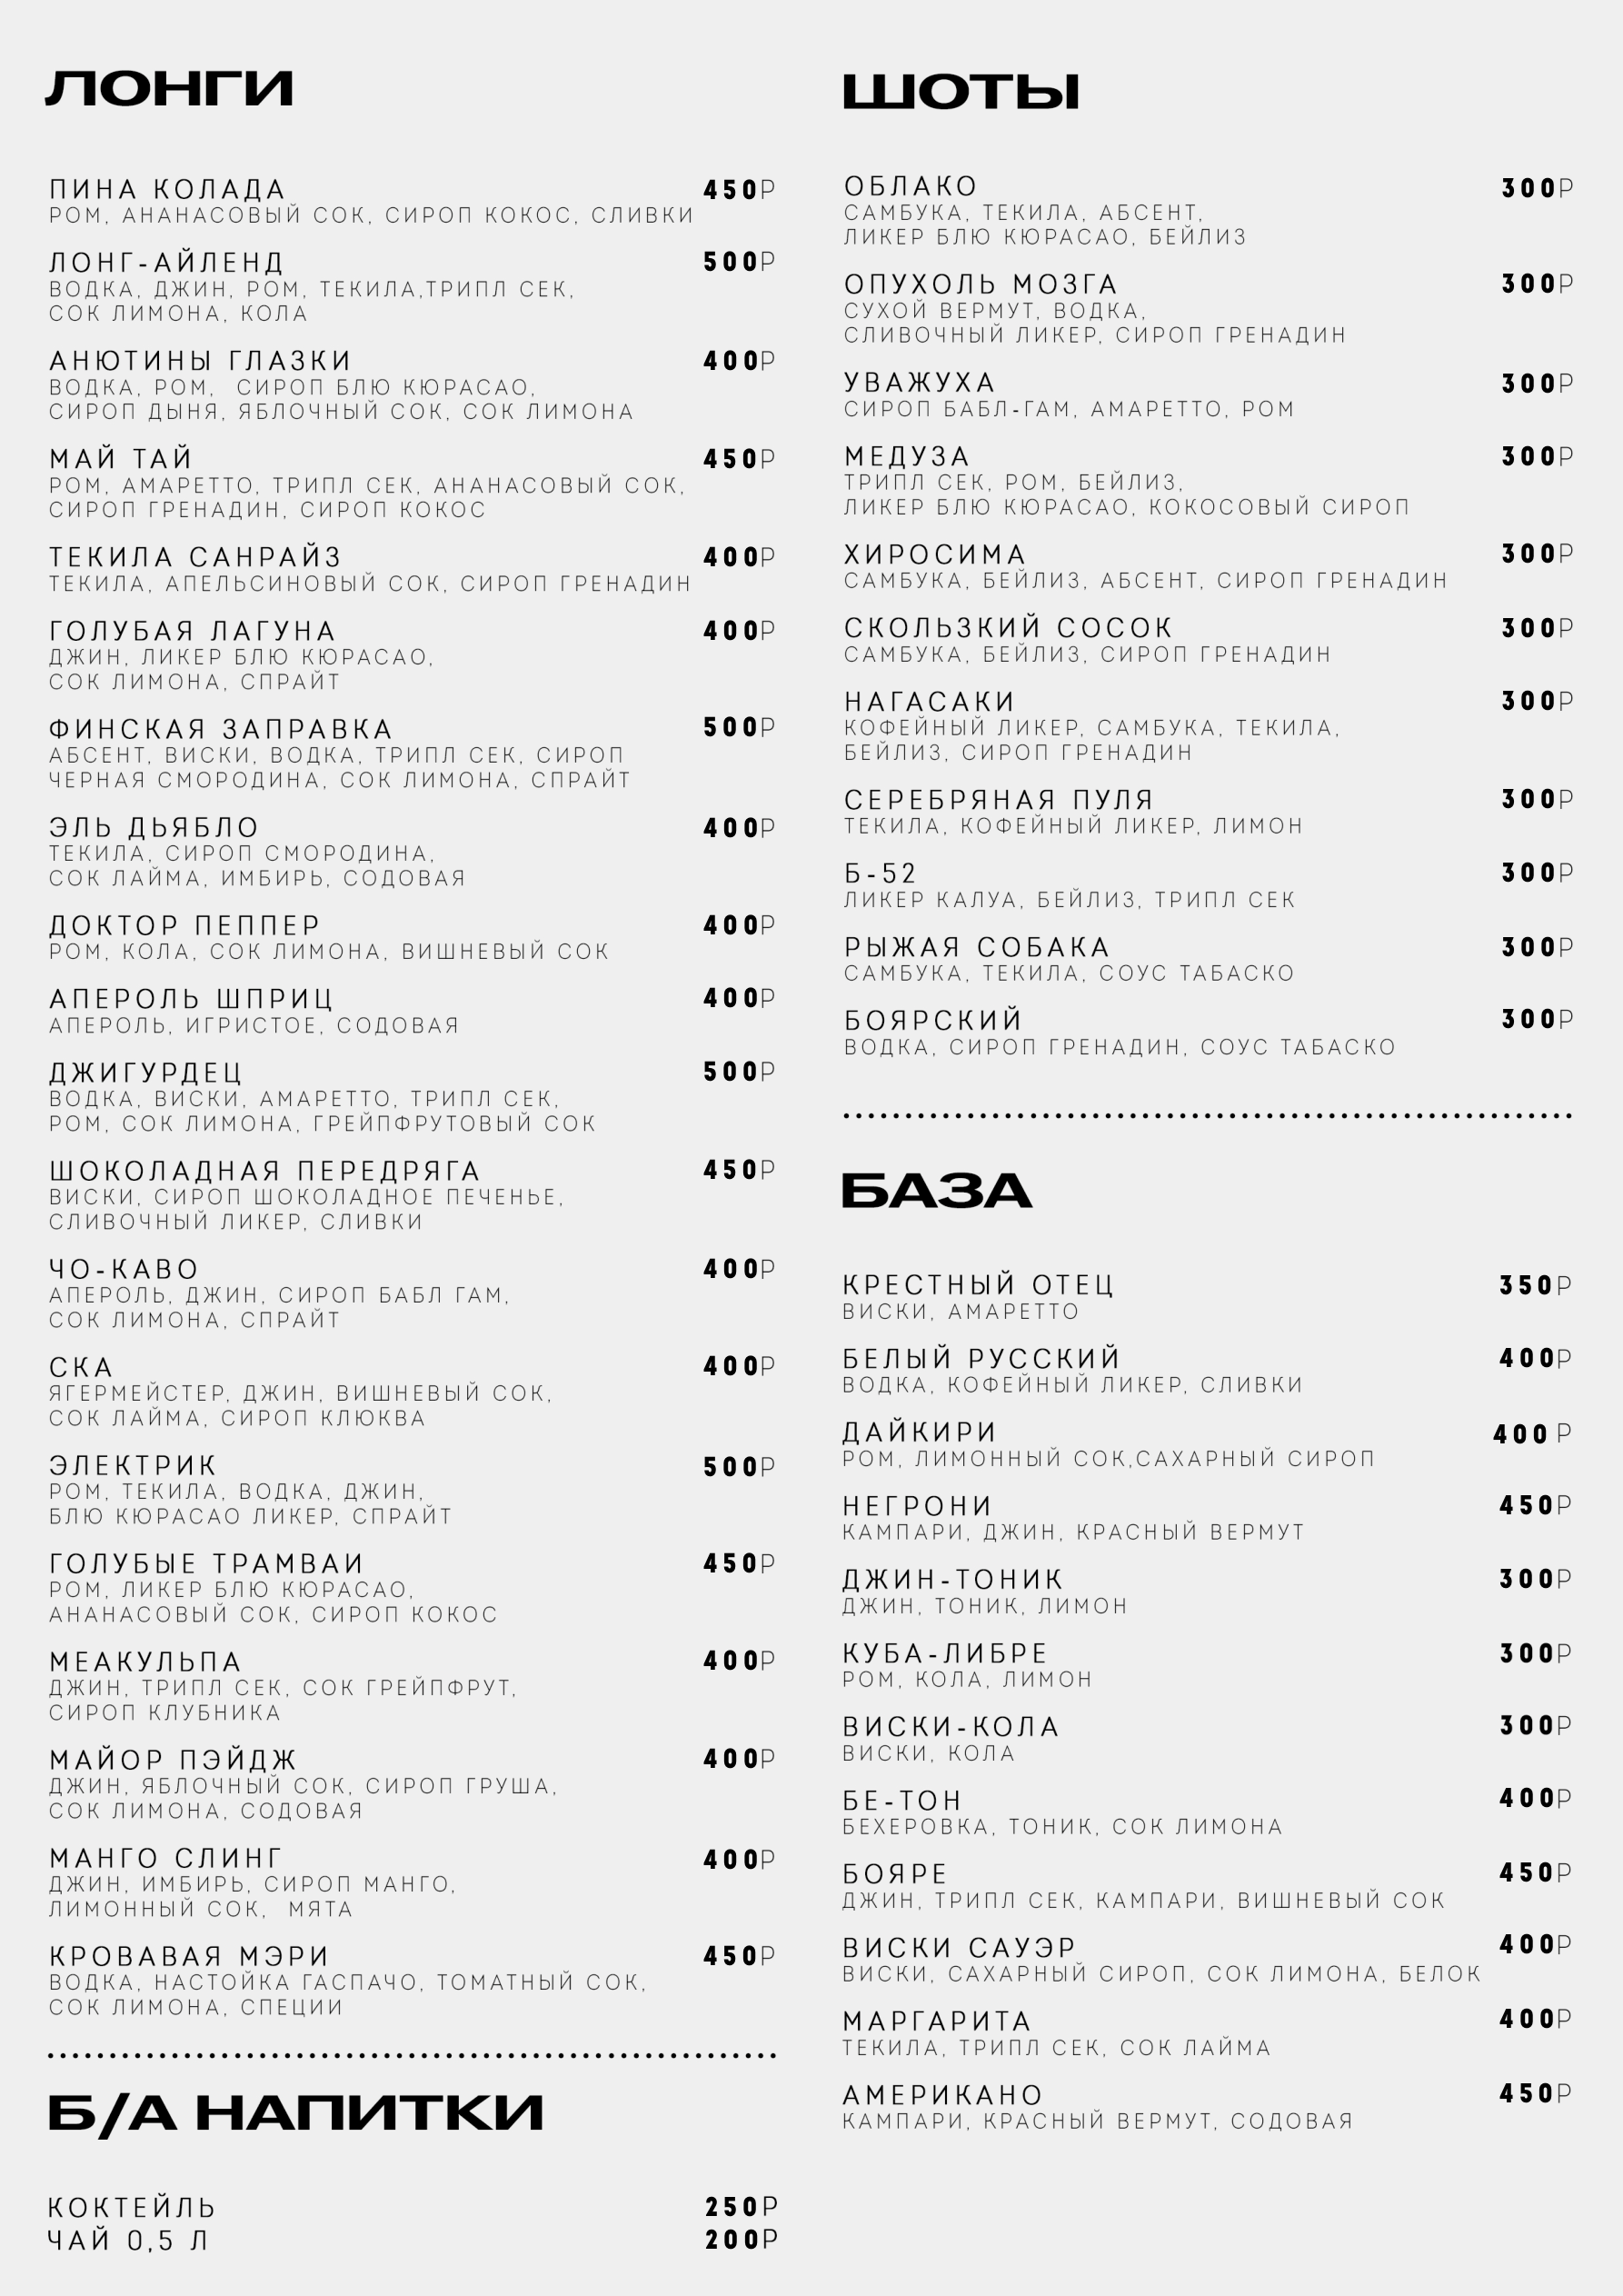 ЛОНГИ
ПИНА КОЛАДА 450Р
РОМ, АНАНАСОВЫЙ СОК, СИРОП КОКОС, СЛИВКИ
ЛОНГ-АЙЛЕНД 500Р
ВОДКА, ДЖИН, РОМ, ТЕКИЛА,ТРИПЛ СЕК,
СОК ЛИМОНА, КОЛА
АНЮТИНЫ ГЛАЗКИ 400Р
ВОДКА, РОМ, СИРОП БЛЮ КЮРАСАО,
СИРОП ДЫНЯ, ЯБЛОЧНЫЙ СОК, СОК ЛИМОНА
МАЙ ТАЙ 450Р
РОМ, АМАРЕТТО, ТРИПЛ СЕК, АНАНАСОВЫЙ СОК,
СИРОП ГРЕНАДИН, СИРОП КОКОС
ТЕКИЛА САНРАЙЗ 400Р
ТЕКИЛА, АПЕЛЬСИНОВЫЙ СОК, СИРОП ГРЕНАДИН
ГОЛУБАЯ ЛАГУНА 400Р
ДЖИН, ЛИКЕР БЛЮ КЮРАСАО,
СОК ЛИМОНА, СПРАЙТ
ФИНСКАЯ ЗАПРАВКА 500Р
АБСЕНТ, ВИСКИ, ВОДКА, ТРИПЛ СЕК, СИРОП
ЧЕРНАЯ СМОРОДИНА, СОК ЛИМОНА, СПРАЙТ
ЭЛЬ ДЬЯБЛО 400Р
ТЕКИЛА, СИРОП СМОРОДИНА,
СОК ЛАЙМА, ИМБИРЬ, СОДОВАЯ
ДОКТОР ПЕППЕР 400Р
РОМ, КОЛА, СОК ЛИМОНА, ВИШНЕВЫЙ СОК
АПЕРОЛЬ ШПРИЦ 400Р
АПЕРОЛЬ, ИГРИСТОЕ, СОДОВАЯ
ДЖИГУРДЕЦ 500Р
ВОДКА, ВИСКИ, АМАРЕТТО, ТРИПЛ СЕК,
РОМ, СОК ЛИМОНА, ГРЕЙПФРУТОВЫЙ СОК
ШОКОЛАДНАЯ ПЕРЕДРЯГА 450Р
ВИСКИ, СИРОП ШОКОЛАДНОЕ ПЕЧЕНЬЕ,
СЛИВОЧНЫЙ ЛИКЕР, СЛИВКИ
ЧО-КАВО 400Р
АПЕРОЛЬ, ДЖИН, СИРОП БАБЛ ГАМ,
СОК ЛИМОНА, СПРАЙТ
СКА 400Р
ЯГЕРМЕЙСТЕР, ДЖИН, ВИШНЕВЫЙ СОК,
СОК ЛАЙМА, СИРОП КЛЮКВА
ЭЛЕКТРИК 500Р
РОМ, ТЕКИЛА, ВОДКА, ДЖИН,
БЛЮ КЮРАСАО ЛИКЕР, СПРАЙТ
ГОЛУБЫЕ ТРАМВАИ 450Р
РОМ, ЛИКЕР БЛЮ КЮРАСАО,
АНАНАСОВЫЙ СОК, СИРОП КОКОС
МЕАКУЛЬПА 400Р
ДЖИН, ТРИПЛ СЕК, СОК ГРЕЙПФРУТ,
СИРОП КЛУБНИКА
МАЙОР ПЭЙДЖ 400Р
ДЖИН, ЯБЛОЧНЫЙ СОК, СИРОП ГРУША,
СОК ЛИМОНА, СОДОВАЯ
МАНГО СЛИНГ 400Р
ДЖИН, ИМБИРЬ, СИРОП МАНГО,
ЛИМОННЫЙ СОК, МЯТА
КРОВАВАЯ МЭРИ 450Р
ВОДКА, НАСТОЙКА ГАСПАЧО, ТОМАТНЫЙ СОК,
СОК ЛИМОНА, СПЕЦИИ
Б/А НАПИТКИ
КОКТЕЙЛЬ 250Р
ЧАЙ 0,5 Л 200Р
ШОТЫ
ОБЛАКО 300Р
САМБУКА, ТЕКИЛА, АБСЕНТ,
ЛИКЕР БЛЮ КЮРАСАО, БЕЙЛИЗ
ОПУХОЛЬ МОЗГА 300Р
СУХОЙ ВЕРМУТ, ВОДКА,
СЛИВОЧНЫЙ ЛИКЕР, СИРОП ГРЕНАДИН
УВАЖУХА 300Р
СИРОП БАБЛ-ГАМ, АМАРЕТТО, РОМ
МЕДУЗА 300Р
ТРИПЛ СЕК, РОМ, БЕЙЛИЗ,
ЛИКЕР БЛЮ КЮРАСАО, КОКОСОВЫЙ СИРОП
ХИРОСИМА 300Р
САМБУКА, БЕЙЛИЗ, АБСЕНТ, СИРОП ГРЕНАДИН
СКОЛЬЗКИЙ СОСОК 300Р
САМБУКА, БЕЙЛИЗ, СИРОП ГРЕНАДИН
НАГАСАКИ 300Р
КОФЕЙНЫЙ ЛИКЕР, САМБУКА, ТЕКИЛА,
БЕЙЛИЗ, СИРОП ГРЕНАДИН
СЕРЕБРЯНАЯ ПУЛЯ 300Р
ТЕКИЛА, КОФЕЙНЫЙ ЛИКЕР, ЛИМОН
Б-52 300Р
ЛИКЕР КАЛУА, БЕЙЛИЗ, ТРИПЛ СЕК
РЫЖАЯ СОБАКА 300Р
САМБУКА, ТЕКИЛА, СОУС ТАБАСКО
БОЯРСКИЙ 300Р
ВОДКА, СИРОП ГРЕНАДИН, СОУС ТАБАСКО
БАЗА
КРЕСТНЫЙ ОТЕЦ 350Р
ВИСКИ, АМАРЕТТО
БЕЛЫЙ РУССКИЙ 400Р
ВОДКА, КОФЕЙНЫЙ ЛИКЕР, СЛИВКИ
ДАЙКИРИ 400 Р
РОМ, ЛИМОННЫЙ СОК,САХАРНЫЙ СИРОП
НЕГРОНИ 450Р
КАМПАРИ, ДЖИН, КРАСНЫЙ ВЕРМУТ
ДЖИН-ТОНИК 300Р
ДЖИН, ТОНИК, ЛИМОН
КУБА-ЛИБРЕ 300Р
РОМ, КОЛА, ЛИМОН
ВИСКИ-КОЛА 300Р
ВИСКИ, КОЛА
БЕ-ТОН 400Р
БЕХЕРОВКА, ТОНИК, СОК ЛИМОНА
БОЯРЕ 450Р
ДЖИН, ТРИПЛ СЕК, КАМПАРИ, ВИШНЕВЫЙ СОК
ВИСКИ САУЭР 400Р
ВИСКИ, САХАРНЫЙ СИРОП, СОК ЛИМОНА, БЕЛОК
МАРГАРИТА 400Р
ТЕКИЛА, ТРИПЛ СЕК, СОК ЛАЙМА
АМЕРИКАНО 450Р
КАМПАРИ, КРАСНЫЙ ВЕРМУТ, СОДОВАЯ